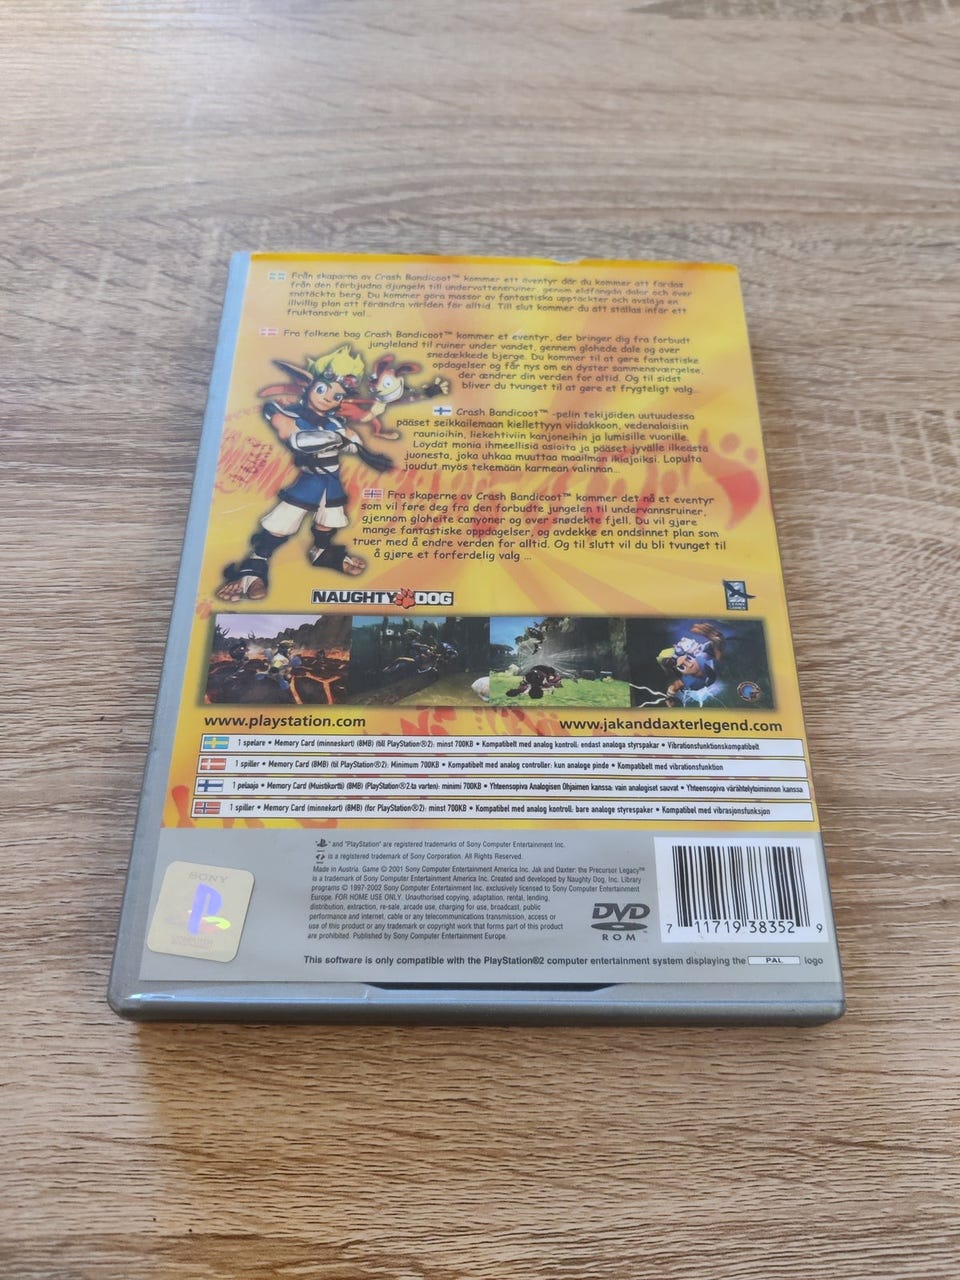 Från skaparna av Crash Bandicoot™ kommer ett äventyr där du kommer att färdas
från den förbjudna djungeln till undervattensruiner, genom eldfängda dalar och över
snötäckta berg. Du kommer göra massor av fantastiska upptäckter och avslöja en
illvillig plan att förändra världen för alltid. Till slut kommer du att ställas inför ett
fruktansvärt val...
Fra folkene bag Crash Bandicoot™ kommer et eventyr, der bringer dig fra forbudt
jungleland til ruiner under vandet, gennem glohede dale og over
snedækkede bjerge. Du kommer til at gøre fantastiske
opdagelser og får nys om en dyster sammensværgelse,
der ændrer din verden for altid. Og til sidst
bliver du tvunget til at gøre et frygteligt valg...
Crash Bandicoot™ -pelin tekijöiden uutuudessa
pääset seikkailemaan kiellettyyn viidakkoon, vedenalaisiin
raunioihin, liekehtiviin kanjoneihin ja lumisille vuorille.
Löydät monia ihmeellisiä asioita ja pääset jyvälle ilkeästä
juonesta, joka uhkaa muuttaa maailman ikiajoiksi. Lopulta
joudut myös tekemään karmean valinnan...
Fra skaperne av Crash Bandicoot™ kommer det nå et eventyr
som vil føre deg fra den forbudte jungelen til undervannsruiner,
gjennom gloheite canyoner og over snødekte fjell. Du vil gjøre
mange fantastiske oppdagelser, og avdekke en ondsinnet plan som
truer med å endre verden for alltid. Og til slutt vil du bli tvunget til
å gjøre et forferdelig valg ...
NAUGHTY DOG
www.playstation.com
www.jakanddaxterlegend.com
1 spelare • Memory Card (minneskort) (8MB) (till PlayStation®2): minst 700KB • Kompatibelt med analog kontroll: endast analoga styrspakar • Vibrationsfunktionskompatibelt
1 spiller • Memory Card (8MB) (til PlayStation®2): Minimum 700KB • Kompatibelt med analog controller: kun analoge pinde • Kompatibelt med vibrationsfunktion
1 pelaaja • Memory Card (Muistikortti) (8MB) (PlayStation®2:ta varten): minimi 700KB • Yhteensopiva Analogisen Ohjaimen kanssa: vain analogiset sauvat • Yhteensopiva värähtelytoiminnon kanssa
1 spiller • Memory Card (minnekort) (8MB) (for PlayStation®2): minst 700KB • Kompatibel med analog kontroll: bare analoge styrespaker • Kompatibel med vibrasjonsfunksjon
" and "PlayStation" are registered trademarks of Sony Computer Entertainment Inc.
is a registered trademark of Sony Corporation. All Rights Reserved.
Made in Austria. Game © 2001 Sony Computer Entertainment America Inc. Jak and Daxter: the Precursor Legacy™
is a trademark of Sony Computer Entertainment America Inc. Created and developed by Naughty Dog, Inc. Library
programs © 1997-2002 Sony Computer Entertainment Inc. exclusively licensed to Sony Computer Entertainment
Europe. FOR HOME USE ONLY. Unauthorised copying, adaptation, rental, lending,
distribution, extraction, re-sale, arcade use, charging for use, broadcast, public
performance and internet, cable or any telecommunications transmission, access or
use of this product or any trademark or copyright work that forms part of this product
are prohibited. Published by Sony Computer Entertainment Europe.
SONY
DVD
ROM
7 11719 38352 9
This software is only compatible with the PlayStation®2 computer entertainment system displaying the PAL logo